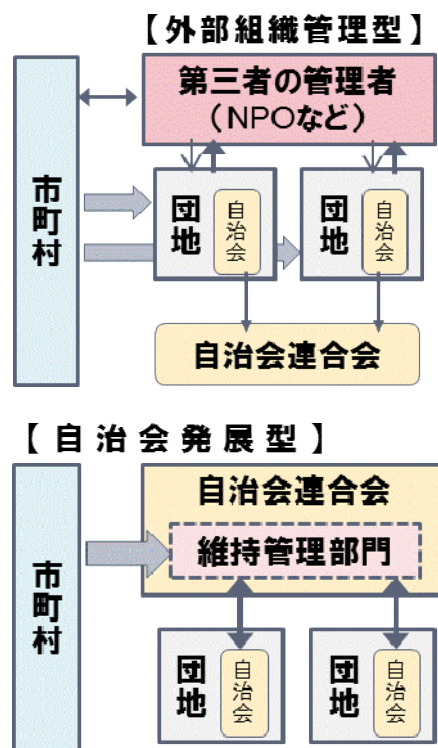 【外部組織管理型】
第三者の管理者
（NPOなど）
市町村
団地
自治会
団地
自治会
自治会連合会
【自治会発展型】
自治会連合会
維持管理部門
市町村
団地
自治会
団地
自治会